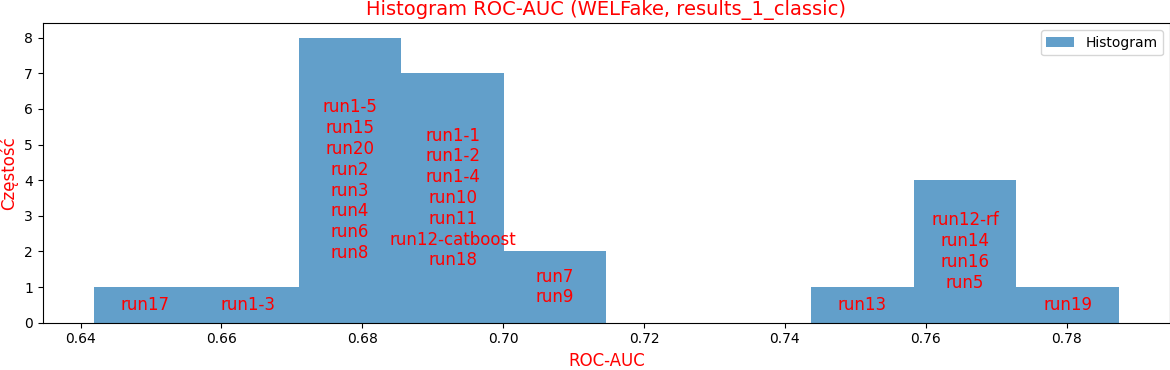 Histogram ROC-AUC (WELFake, results_1_classic)
Histogram
Częstość
8
7
6
5
4
3
2
1
0
run17
run1-3
run1-5
run15
run20
run2
run3
run4
run6
run8
run1-1
run1-2
run1-4
run10
run11
run12-catboost
run18
run7
run9
run13
run12-rf
run14
run16
run5
run19
0.64
0.66
0.68
0.70
0.72
0.74
0.76
0.78
ROC-AUC